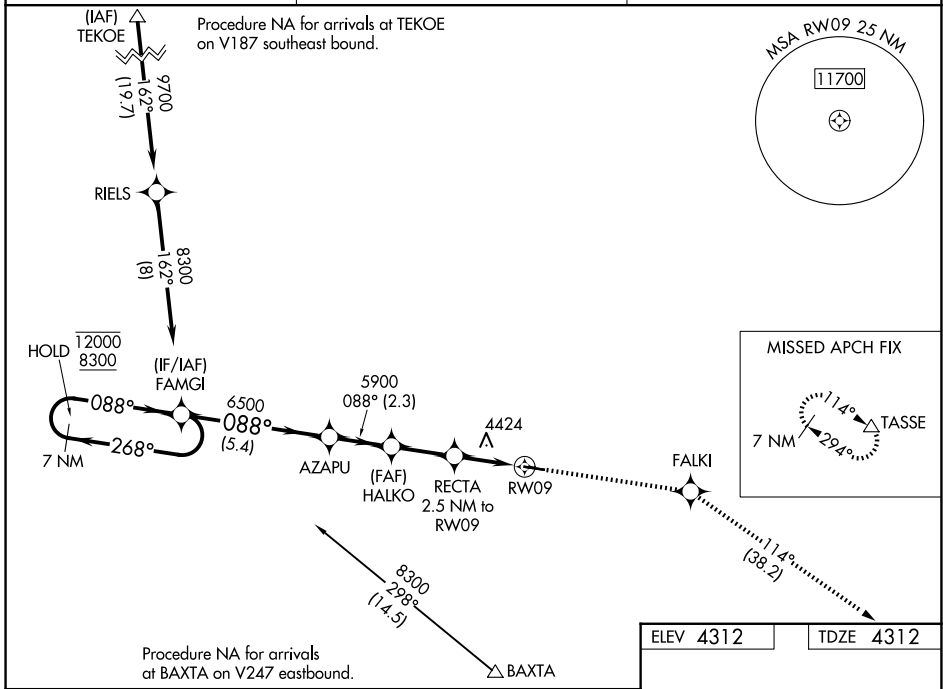 (IAF)
TEKOE
Procedure NA for arrivals at TEKOE
on V187 southeast bound.
MSA RW09 25 NM
11700
9700
162°
(19.7)
RIELS
8300
162°
(8)
HOLD
12000
8300
(IF/IAF)
FAMGI
088°
268°
7 NM
6500
088°
(5.4)
5900
088° (2.3)
AZAPU
(FAF)
HALKO
RECTA
2.5 NM to
RW09
4424
RW09
FALKI
114°
(38.2)
MISSED APCH FIX
114°
TASSE
7 NM
294°
8300
298°
(14.5)
BAXTA
Procedure NA for arrivals
at BAXTA on V247 eastbound.
ELEV 4312
TDZE 4312